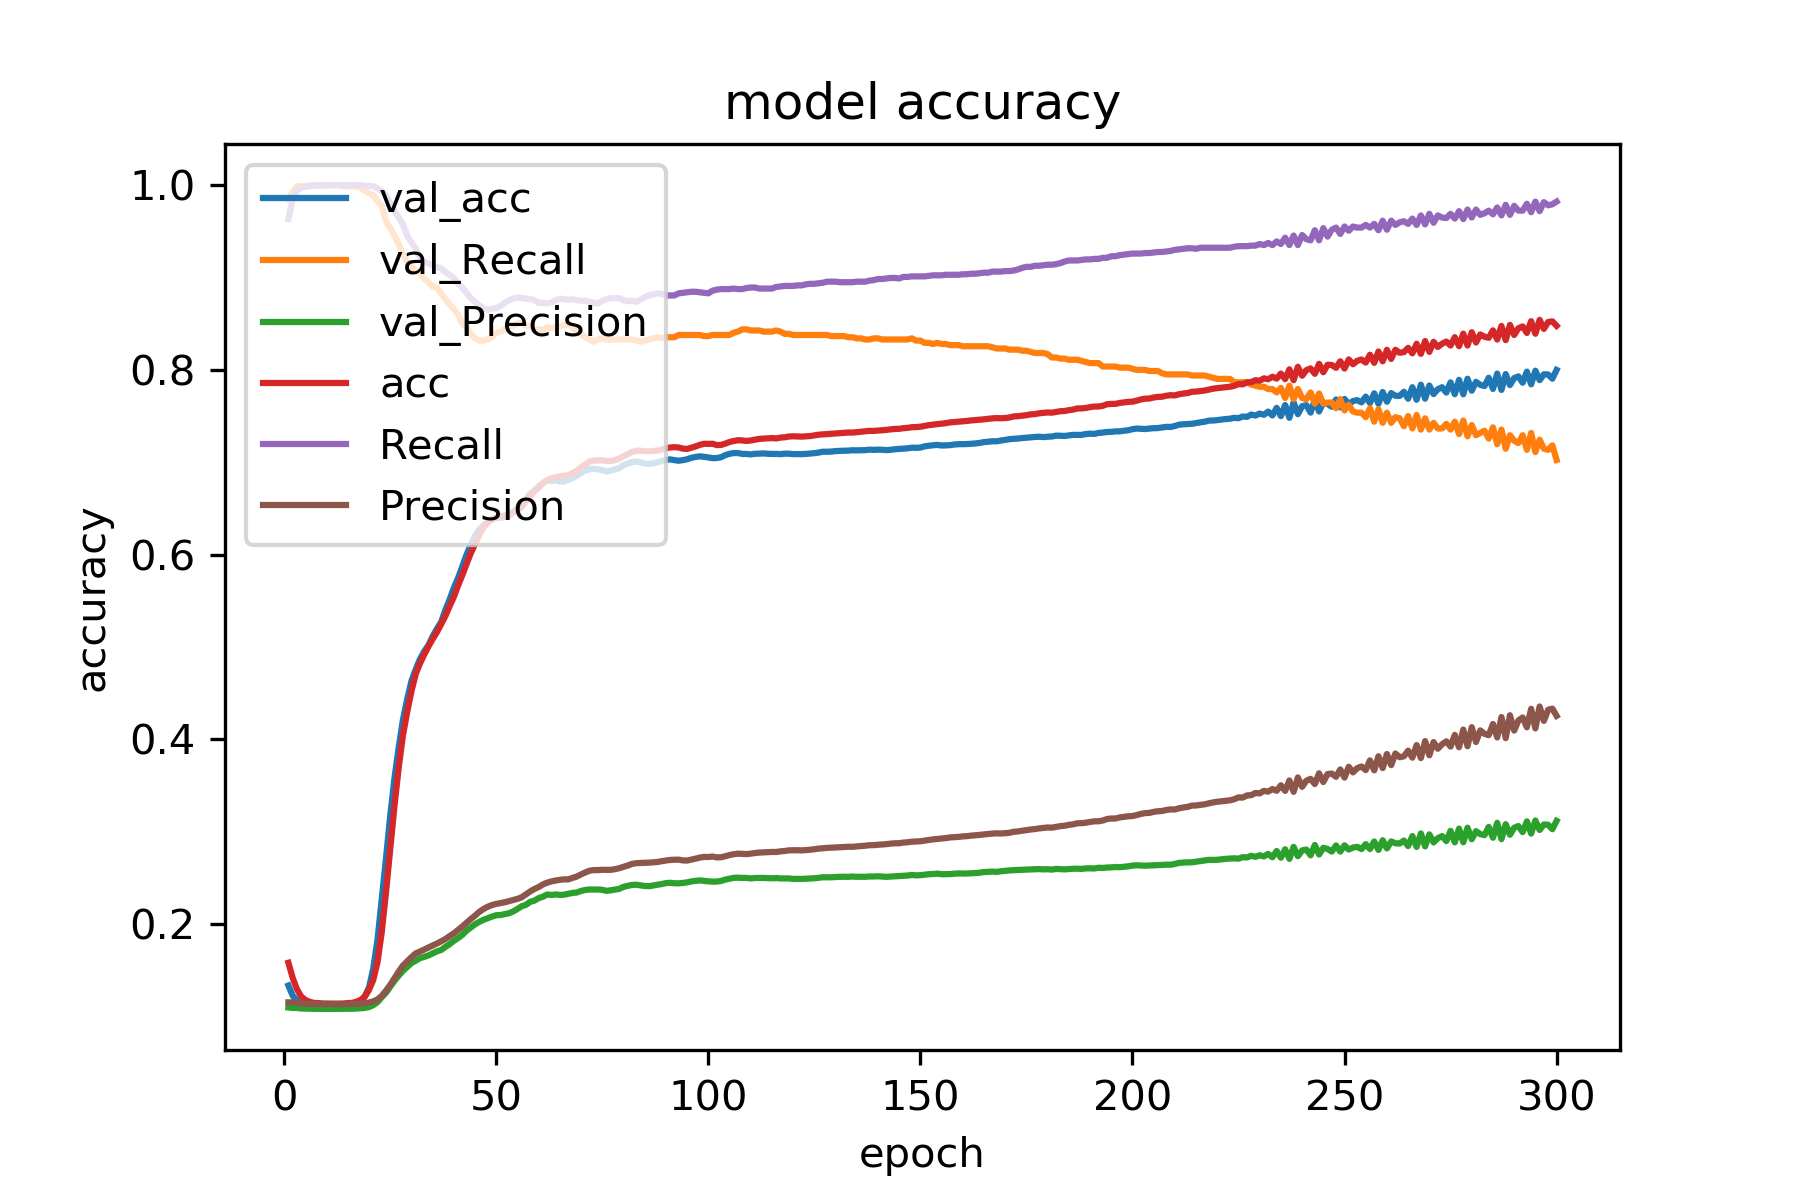 model accuracy
val_acc
val_Recall
val_Precision
acc
Recall
Precision
accuracy
1.0
0.8
0.6
0.4
0.2
0 50 100 150 200 250 300
epoch